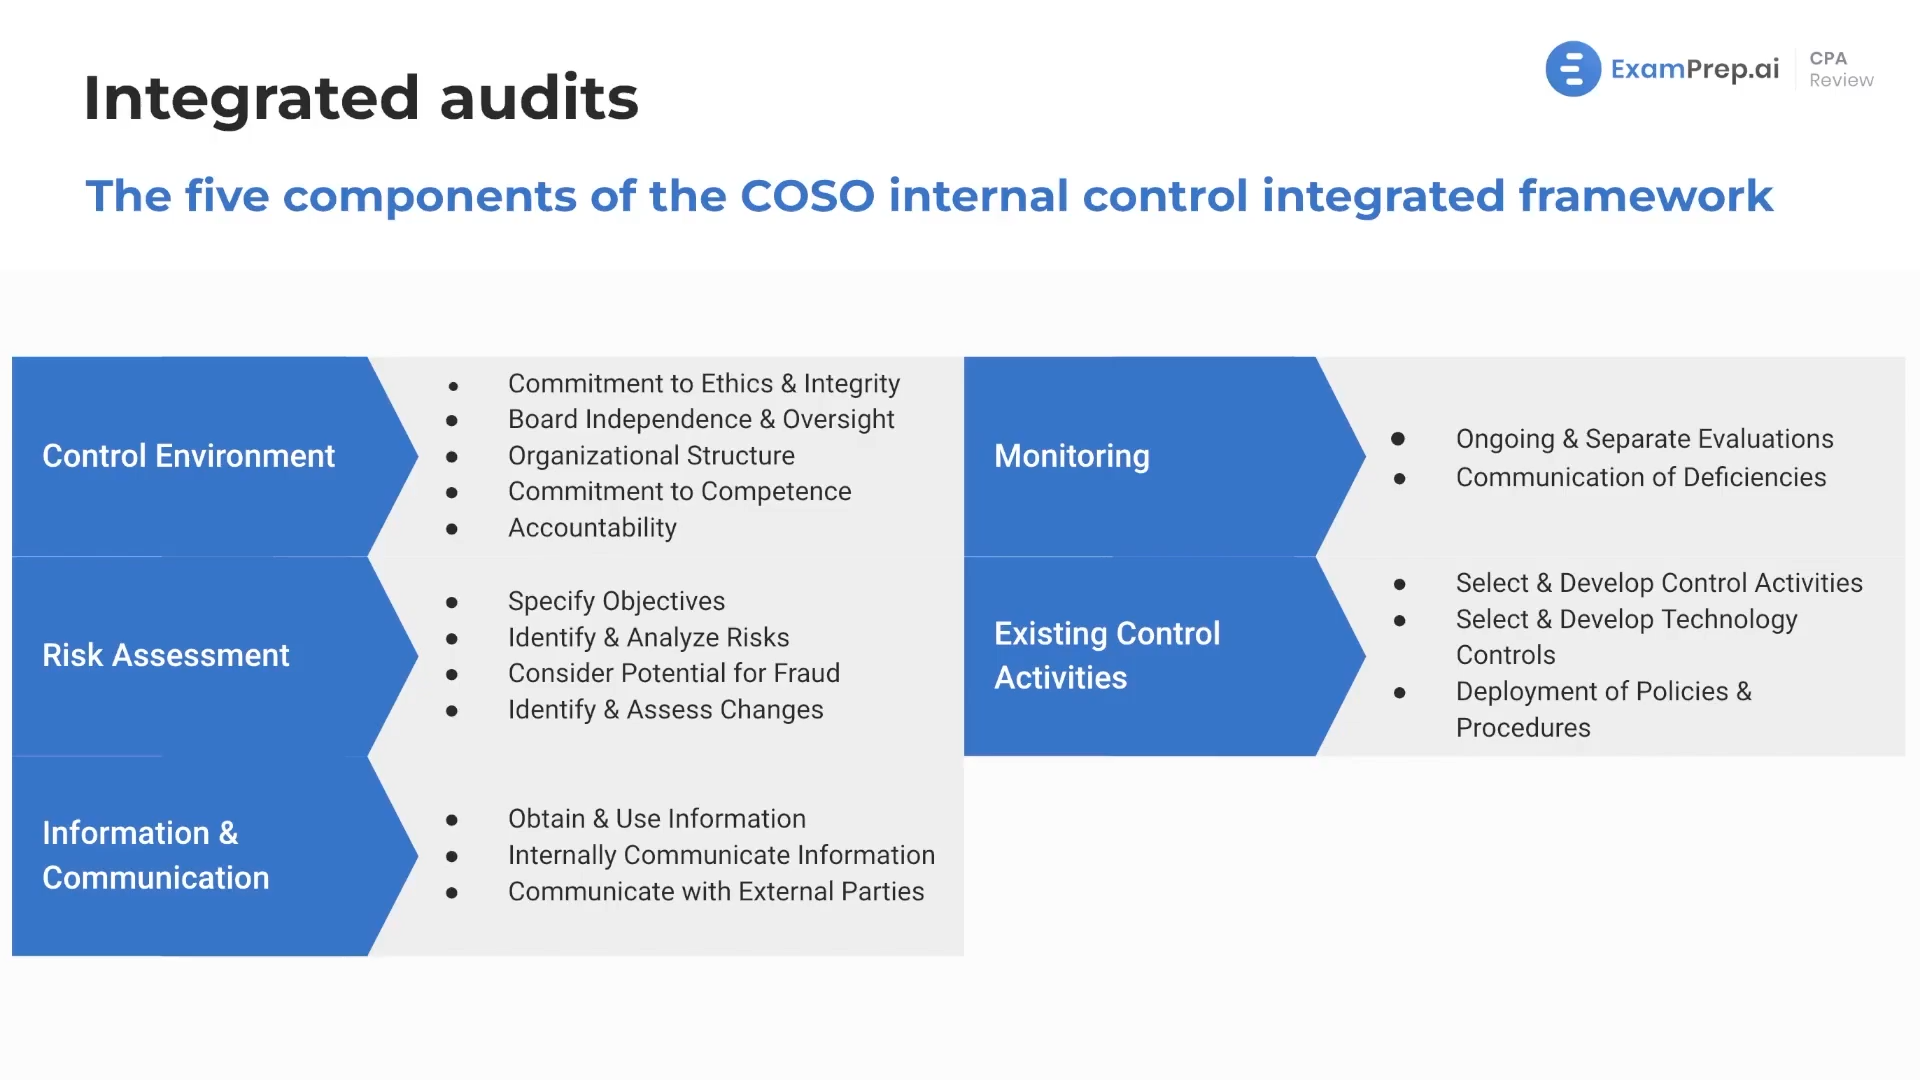 Integrated audits
ExamPrep.ai
CPA
Review
The five components of the COSO internal control integrated framework
Control Environment
● Commitment to Ethics & Integrity
● Board Independence & Oversight
● Organizational Structure
● Commitment to Competence
● Accountability
Risk Assessment
● Specify Objectives
● Identify & Analyze Risks
● Consider Potential for Fraud
● Identify & Assess Changes
Information &
Communication
● Obtain & Use Information
● Internally Communicate Information
● Communicate with External Parties
Monitoring
● Ongoing & Separate Evaluations
● Communication of Deficiencies
Existing Control
Activities
● Select & Develop Control Activities
● Select & Develop Technology
Controls
● Deployment of Policies &
Procedures